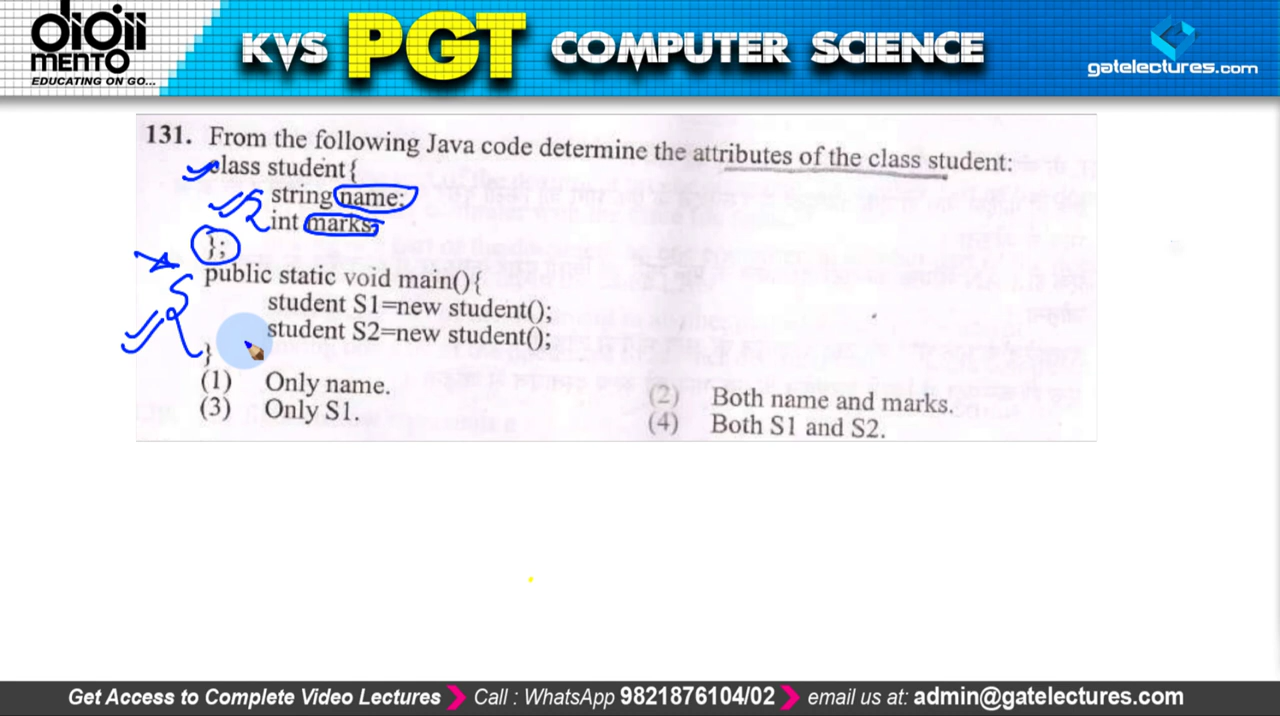 digii
MENTO
EDUCATING ON GO...
KVS PGT COMPUTER SCIENCE
gatelectures.com
131. From the following Java code determine the attributes of the class student:
class student{
string name;
int marks;
};
public static void main(){
student S1=new student();
student S2=new student();
}
(1) Only name.
(2) Both name and marks.
(3) Only S1.
(4) Both S1 and S2.
Get Access to Complete Video Lectures Call : WhatsApp 9821876104/02 email us at: admin@gatelectures.com